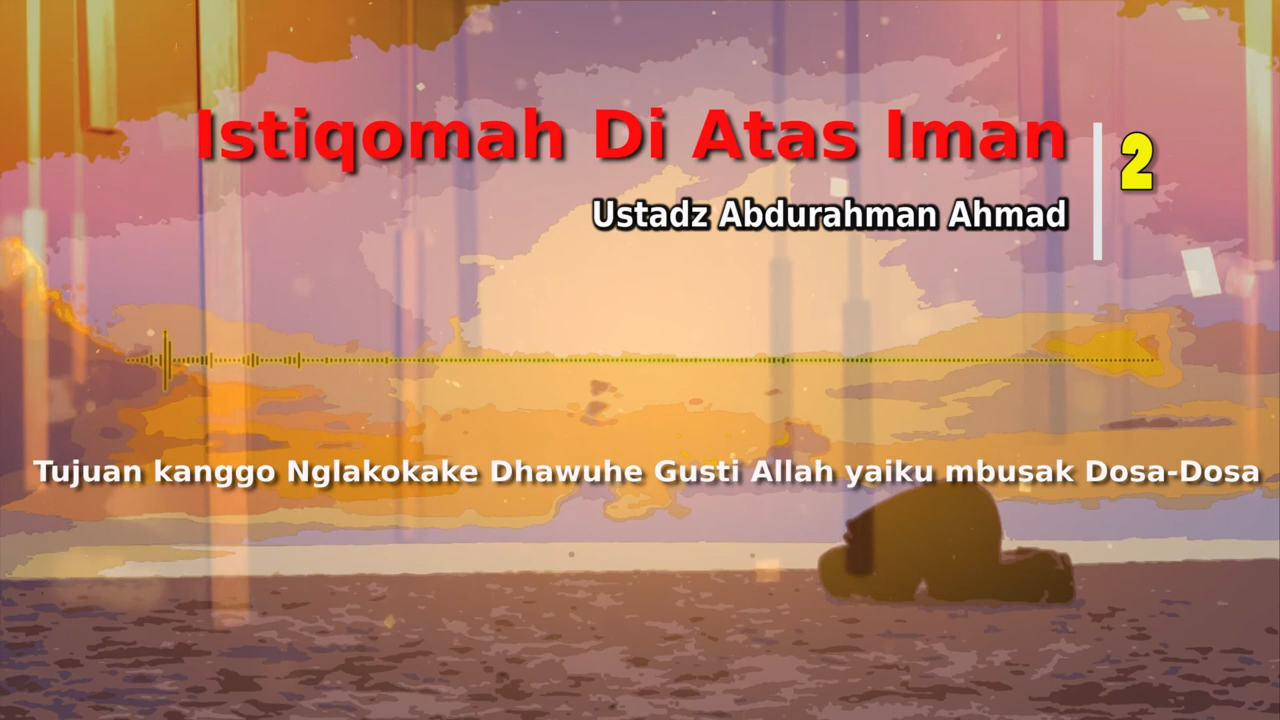 Istiqomah Di Atas Iman
2
Ustadz Abdurahman Ahmad
Tujuan kanggo Nglakokake Dhawuhe Gusti Allah yaiku mbusak Dosa-Dosa